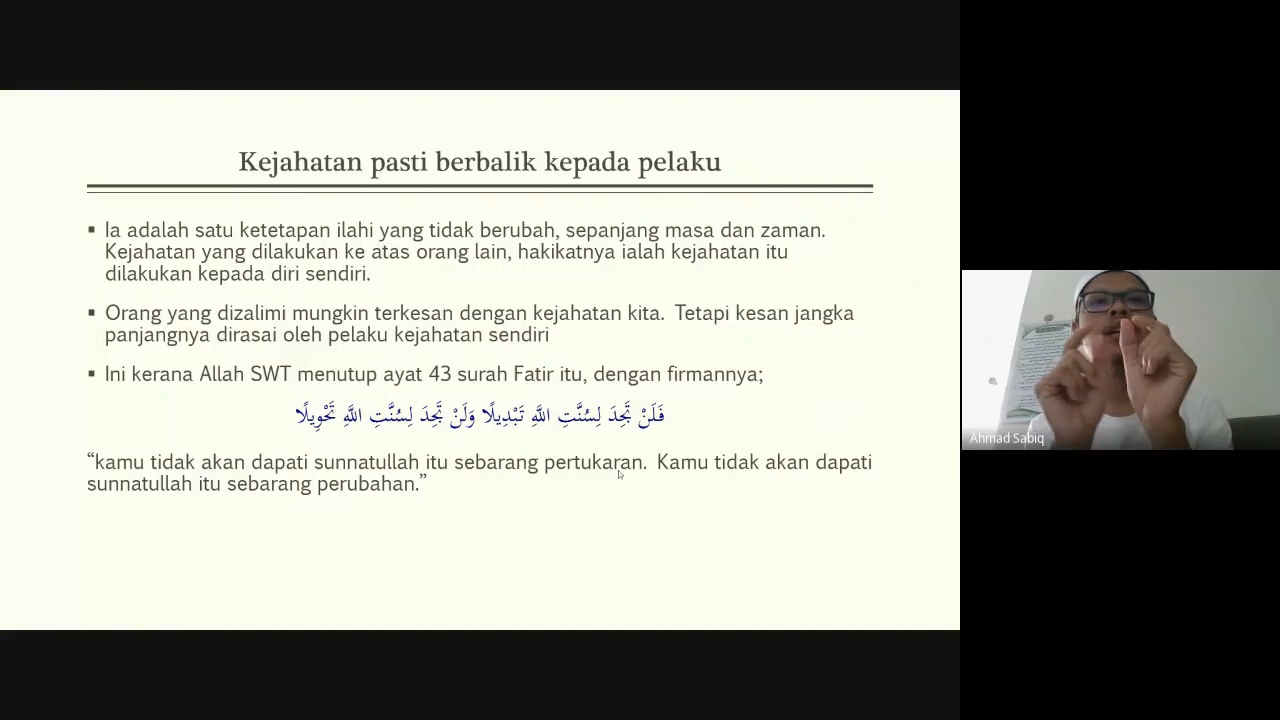 Kejahatan pasti berbalik kepada pelaku
▪ Ia adalah satu ketetapan ilahi yang tidak berubah, sepanjang masa dan zaman.
Kejahatan yang dilakukan ke atas orang lain, hakikatnya ialah kejahatan itu
dilakukan kepada diri sendiri.
▪ Orang yang dizalimi mungkin terkesan dengan kejahatan kita. Tetapi kesan jangka
panjangnya dirasai oleh pelaku kejahatan sendiri
▪ Ini kerana Allah SWT menutup ayat 43 surah Fatir itu, dengan firmannya;
فَلَنْ تَجِدَ لِسُنَّتِ اللَّهِ تَبْدِيلًا وَلَنْ تَجِدَ لِسُنَّتِ اللَّهِ تَحْوِيلًا
“kamu tidak akan dapati sunnatullah itu sebarang pertukaran. Kamu tidak akan dapati
sunnatullah itu sebarang perubahan.”
Ahmad Sabiq